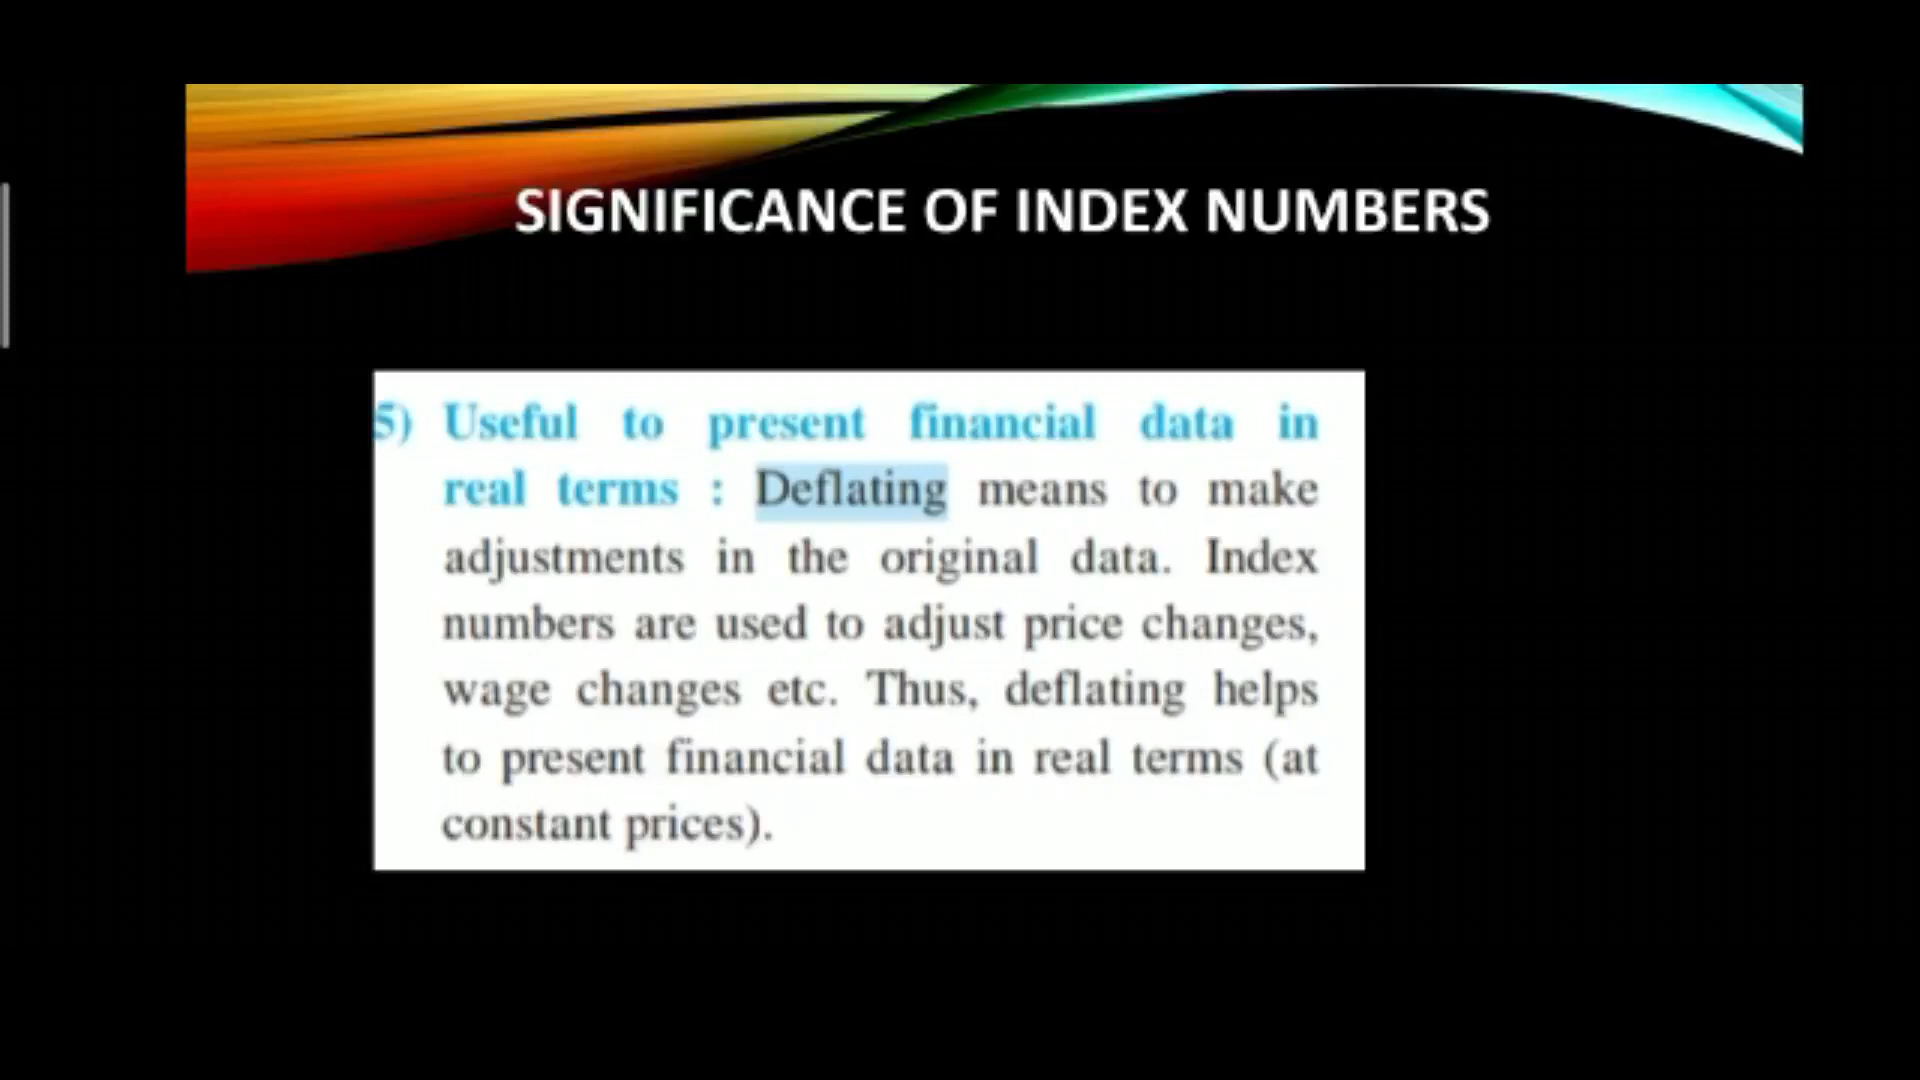 SIGNIFICANCE OF INDEX NUMBERS
5) Useful to present financial data in
real terms : Deflating means to make
adjustments in the original data. Index
numbers are used to adjust price changes,
wage changes etc. Thus, deflating helps
to present financial data in real terms (at
constant prices).